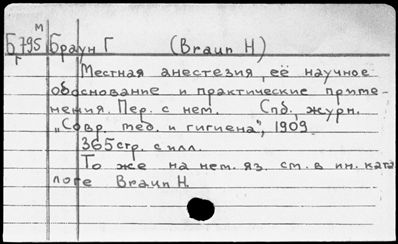 М
Б 795 Браун Г (Braun H)
Г
Местная анестезия, её научное
обоснование и практические приме-
нения. Пер. с нем. Спб, журн.
„Совр. мед. и гигиена", 1909.
365 стр. с илл.
То же на нем. яз. см. в ин. ката
логе Braun H.